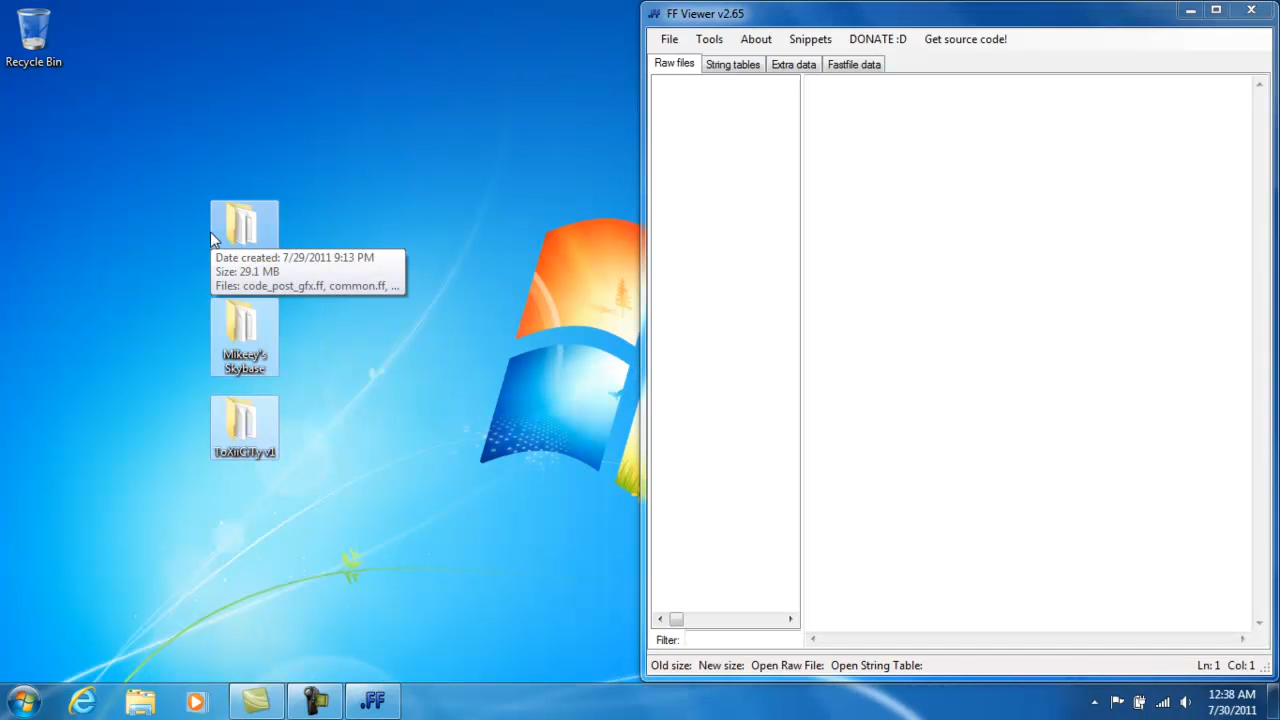 Recycle Bin
Date created: 7/29/2011 9:13 PM
Size: 29.1 MB
Files: code_post_gfx.ff, common.ff, ...
Mikeey's
Skybase
ToXiiCiTy v1
FF Viewer v2.65
File Tools About Snippets DONATE :D Get source code!
Raw files String tables Extra data Fastfile data
Filter:
Old size: New size: Open Raw File: Open String Table: Ln: 1 Col: 1
.FF
12:38 AM
7/30/2011